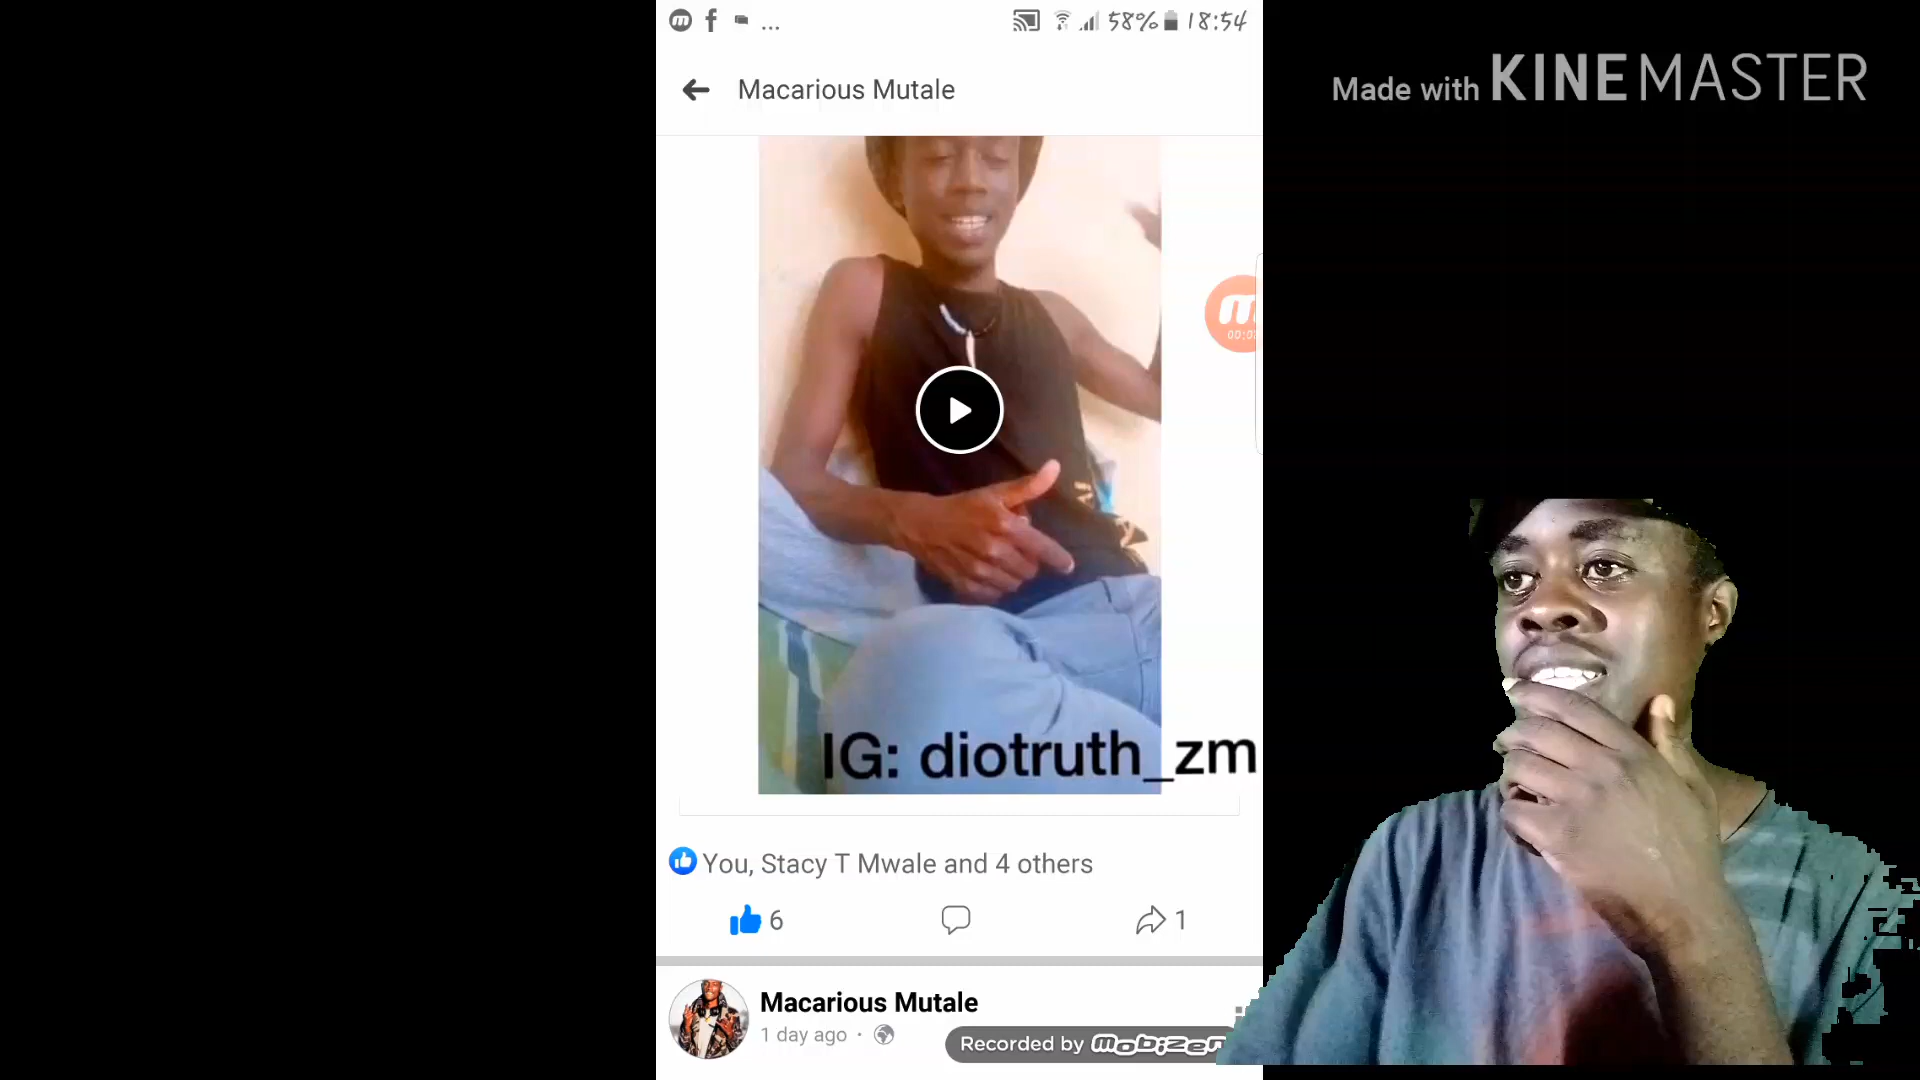 ... 58% 18:54
Macarious Mutale
Made with KINEMASTER
IG: diotruth_zm
You, Stacy T Mwale and 4 others
6 1
Macarious Mutale
1 day ago ·
Recorded by mobizen